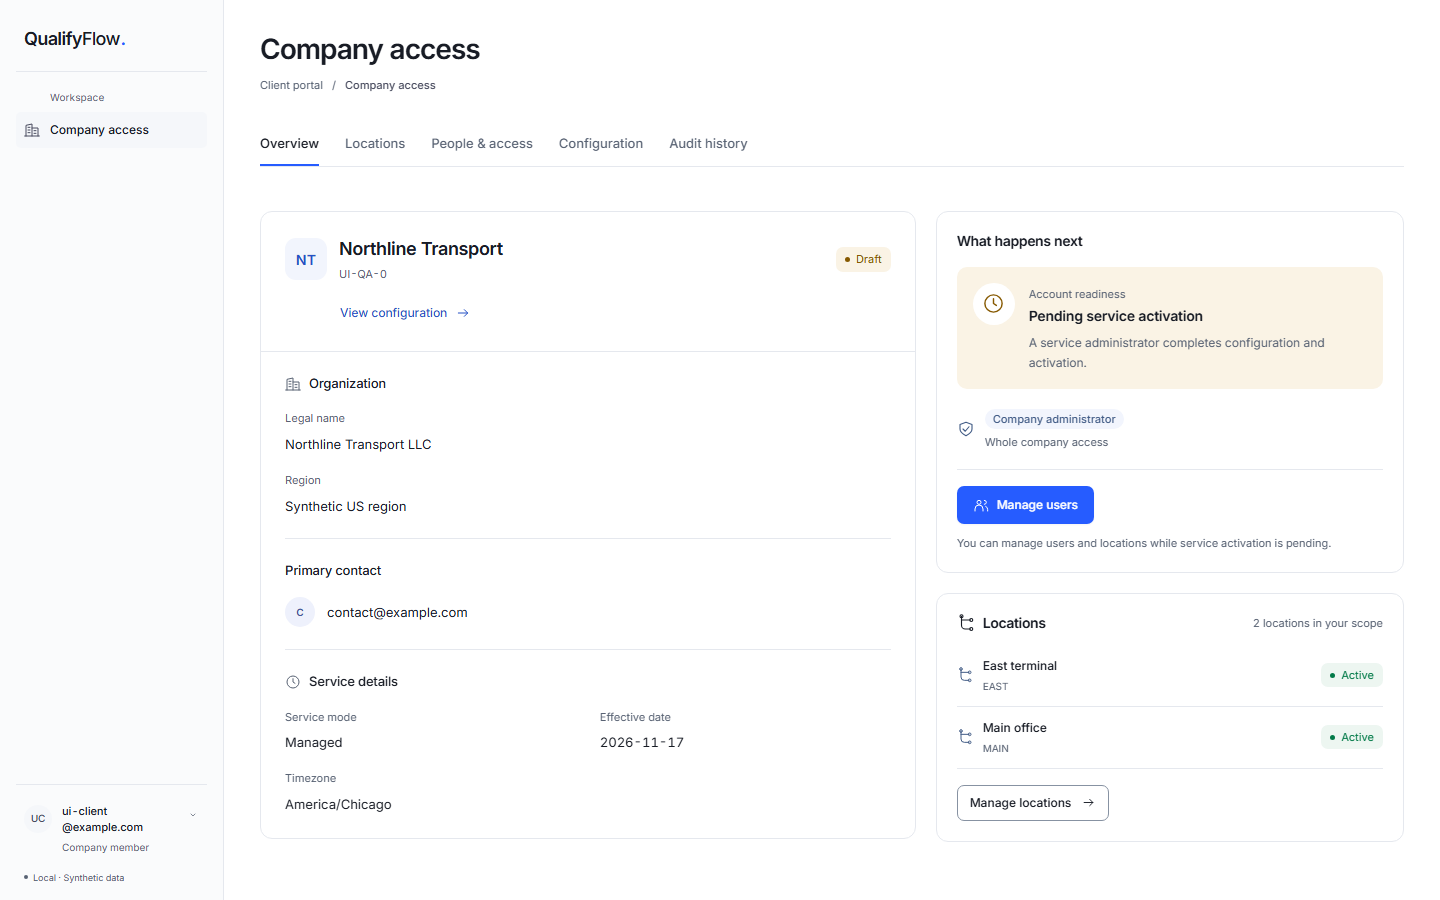 QualifyFlow.
Workspace
Company access
UC
ui-client
@example.com
Company member
Local · Synthetic data
Company access
Client portal / Company access
Overview Locations People & access Configuration Audit history
NT
Northline Transport
UI-QA-0
Draft
View configuration →
Organization
Legal name
Northline Transport LLC
Region
Synthetic US region
Primary contact
C
contact@example.com
Service details
Service mode
Managed
Effective date
2026-11-17
Timezone
America/Chicago
What happens next
Account readiness
Pending service activation
A service administrator completes configuration and
activation.
Company administrator
Whole company access
Manage users
You can manage users and locations while service activation is pending.
Locations
2 locations in your scope
East terminal
EAST
Active
Main office
MAIN
Active
Manage locations →